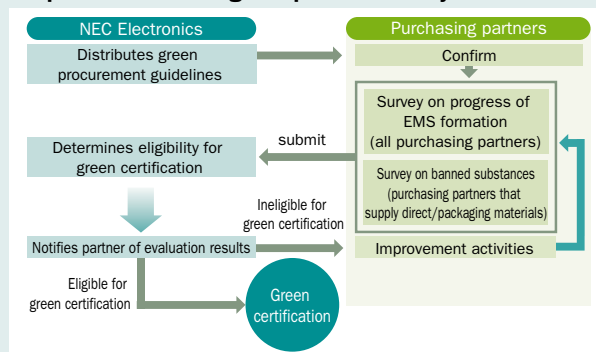 NEC Electronics
Purchasing partners
Distributes green
procurement guidelines
Confirm
Survey on progress of
EMS formation
(all purchasing partners)
submit
Determines eligibility for
green certification
Survey on banned substances
(purchasing partners that
supply direct/packaging materials)
Ineligible for
green certification
Notifies partner of evaluation results
Improvement activities
Eligible for
green certification
Green
certification